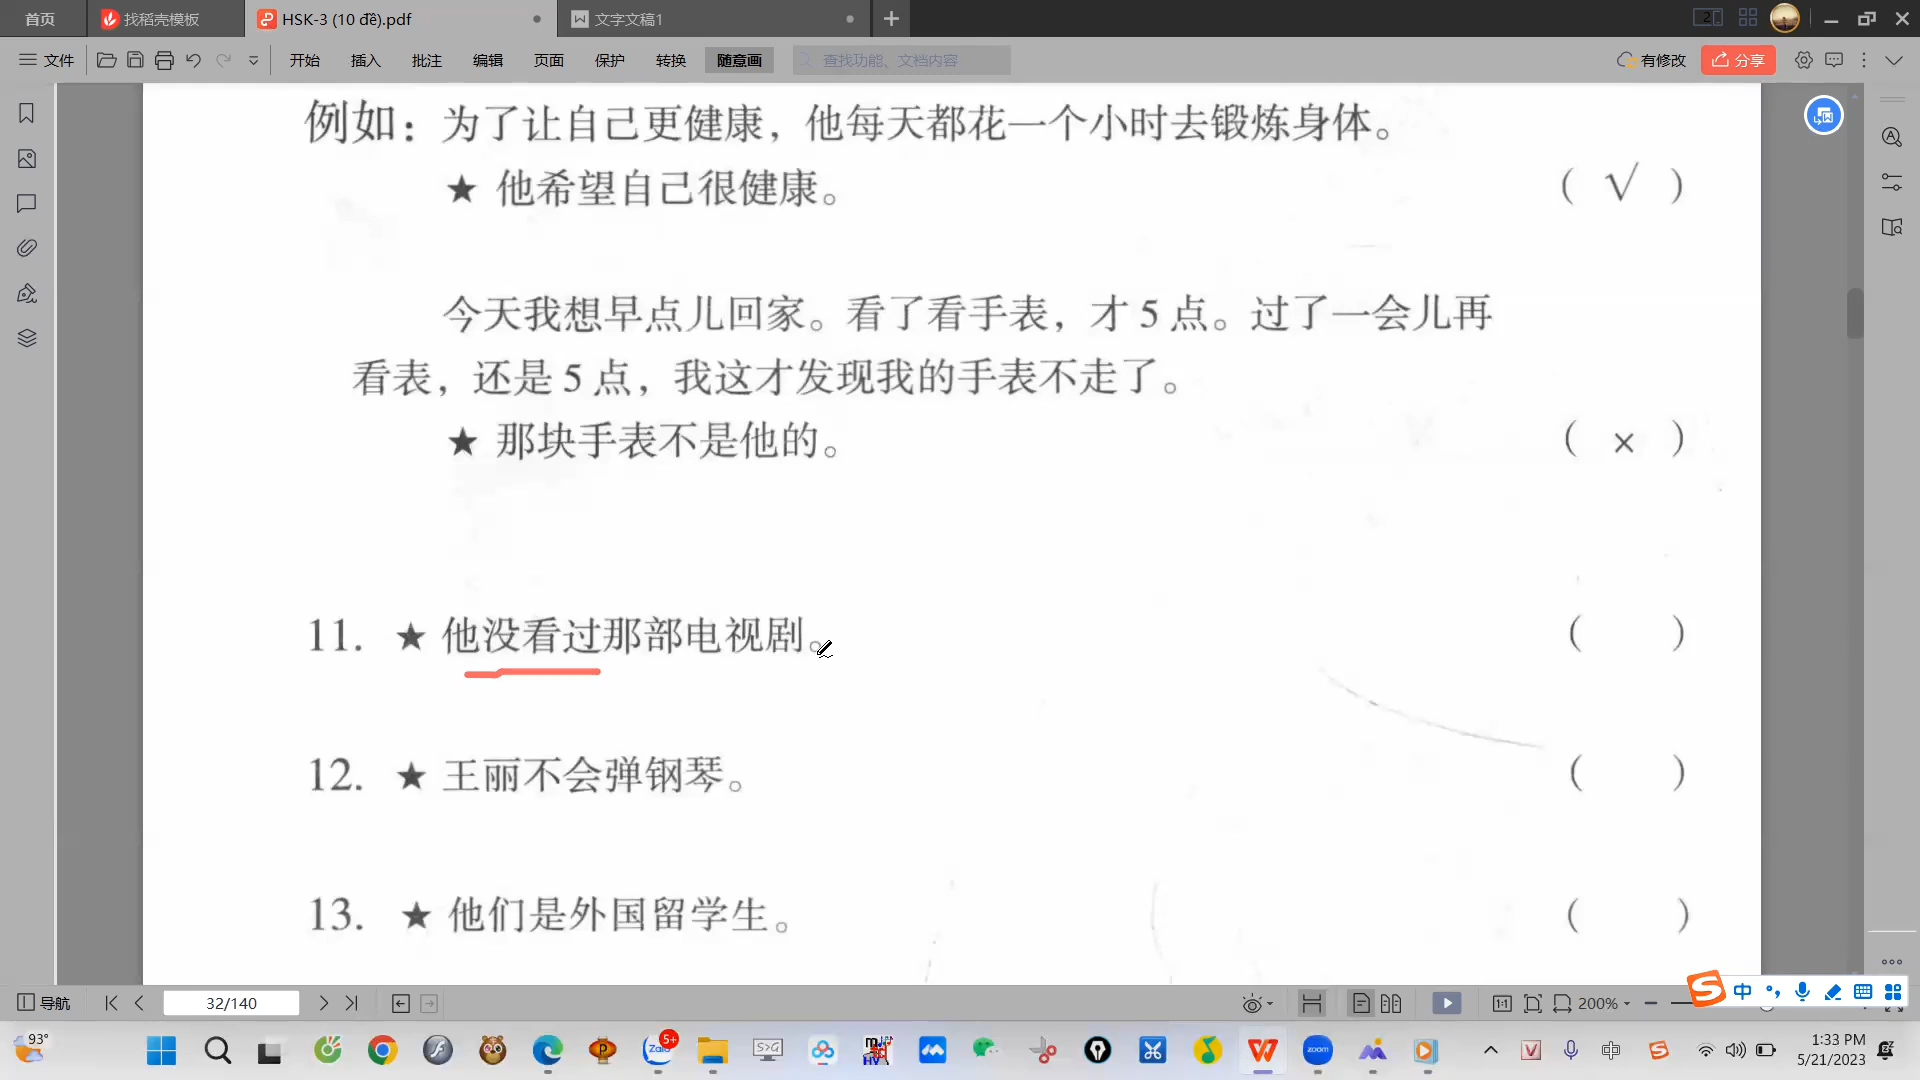 首页
找稻壳模板
HSK-3 (10 đề).pdf
文字文稿1
文件
开始
插入
批注
编辑
页面
保护
转换
随意画
查找功能、文档内容
有修改
分享
例如：为了让自己更健康，他每天都花一个小时去锻炼身体。
★ 他希望自己很健康。 ( √ )
今天我想早点儿回家。看了看手表，才 5 点。过了一会儿再
看表，还是 5 点，我这才发现我的手表不走了。
★ 那块手表不是他的。 ( × )
11. ★ 他没看过那部电视剧。 ( )
12. ★ 王丽不会弹钢琴。 ( )
13. ★ 他们是外国留学生。 ( )
导航
32/140
1:1
200%
中
93°
Zalo
5+
S>G
zoom
中
1:33 PM
5/21/2023